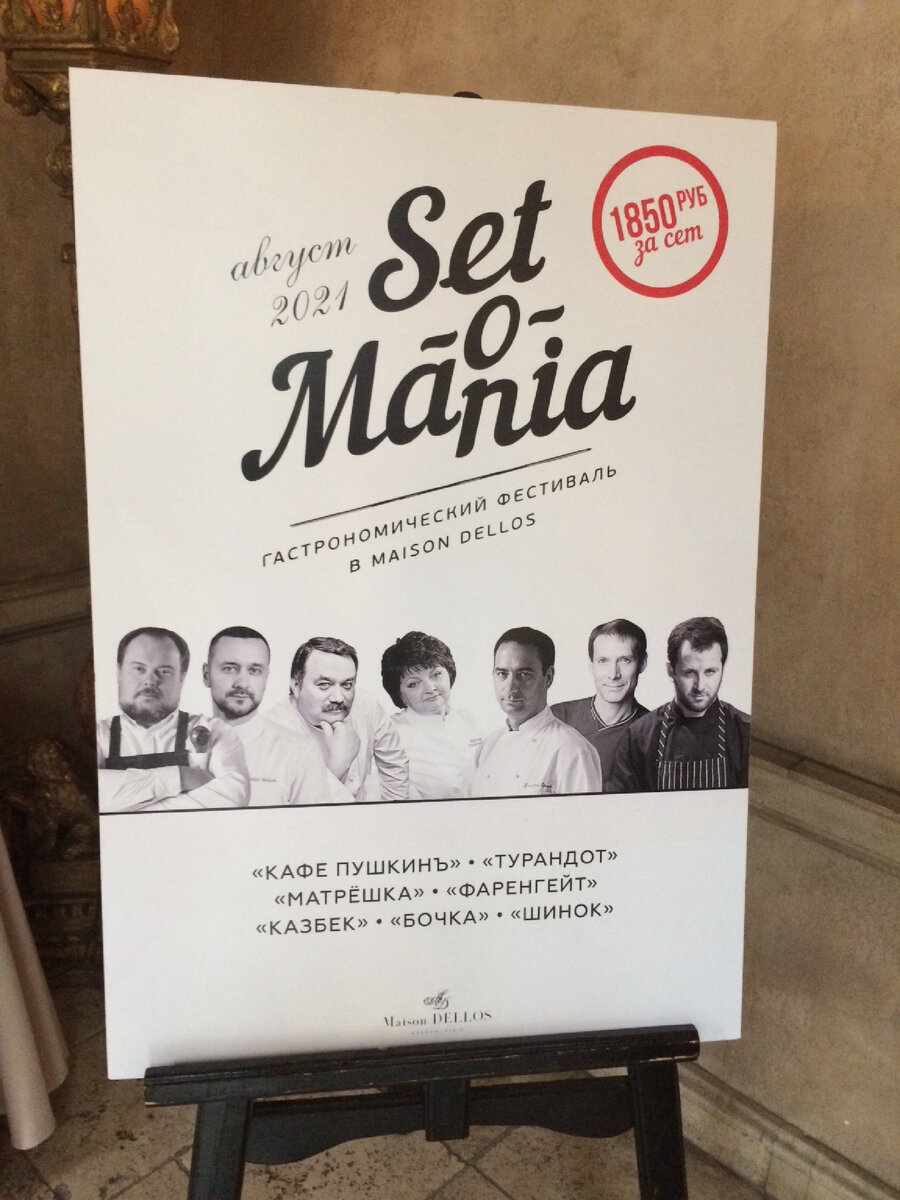 август
2021
Set
-o-
Mania
1850 РУБ
за сет
ГАСТРОНОМИЧЕСКИЙ ФЕСТИВАЛЬ
В MAISON DELLOS
«КАФЕ ПУШКИНЪ» • «ТУРАНДОТ»
«МАТРЁШКА» • «ФАРЕНГЕЙТ»
«КАЗБЕК» • «БОЧКА» • «ШИНОК»
Maison DELLOS